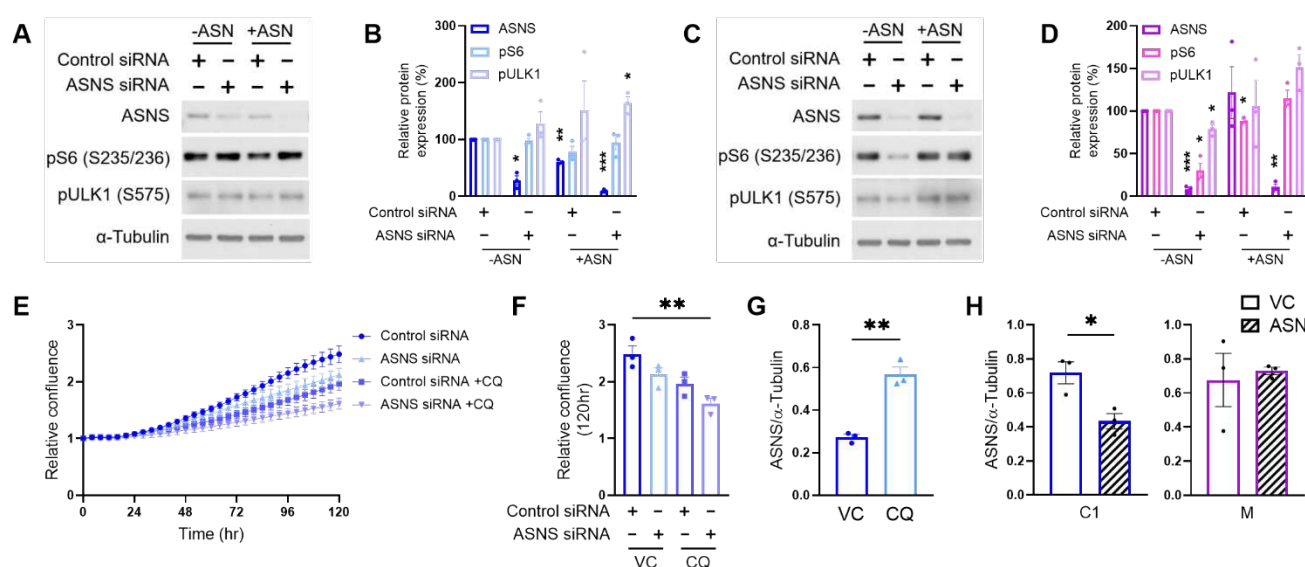 A
-ASN +ASN
Control siRNA + − + −
ASNS siRNA − + − +
ASNS
pS6 (S235/236)
pULK1 (S575)
α-Tubulin
B
Relative protein
expression (%)
300
200
100
0
ASNS
pS6
pULK1
* ** *** *
Control siRNA + − + −
ASNS siRNA − + − +
-ASN +ASN
C
-ASN +ASN
Control siRNA + − + −
ASNS siRNA − + − +
ASNS
pS6 (S235/236)
pULK1 (S575)
α-Tubulin
D
Relative protein
expression (%)
200
150
100
50
0
ASNS
pS6
pULK1
*** * * * **
Control siRNA + − + −
ASNS siRNA − + − +
-ASN +ASN
E
Relative confluence
3
2
1
0
0 24 48 72 96 120
Time (hr)
Control siRNA
ASNS siRNA
Control siRNA +CQ
ASNS siRNA +CQ
F
Relative confluence
(120hr)
3
2
1
0
**
Control siRNA + − + −
ASNS siRNA − + − +
VC CQ
G
ASNS/α-Tubulin
0.8
0.6
0.4
0.2
0.0
**
VC CQ
H
ASNS/α-Tubulin
1.0
0.8
0.6
0.4
0.2
0.0
*
C1
1.0
0.8
0.6
0.4
0.2
0.0
M
VC
ASN